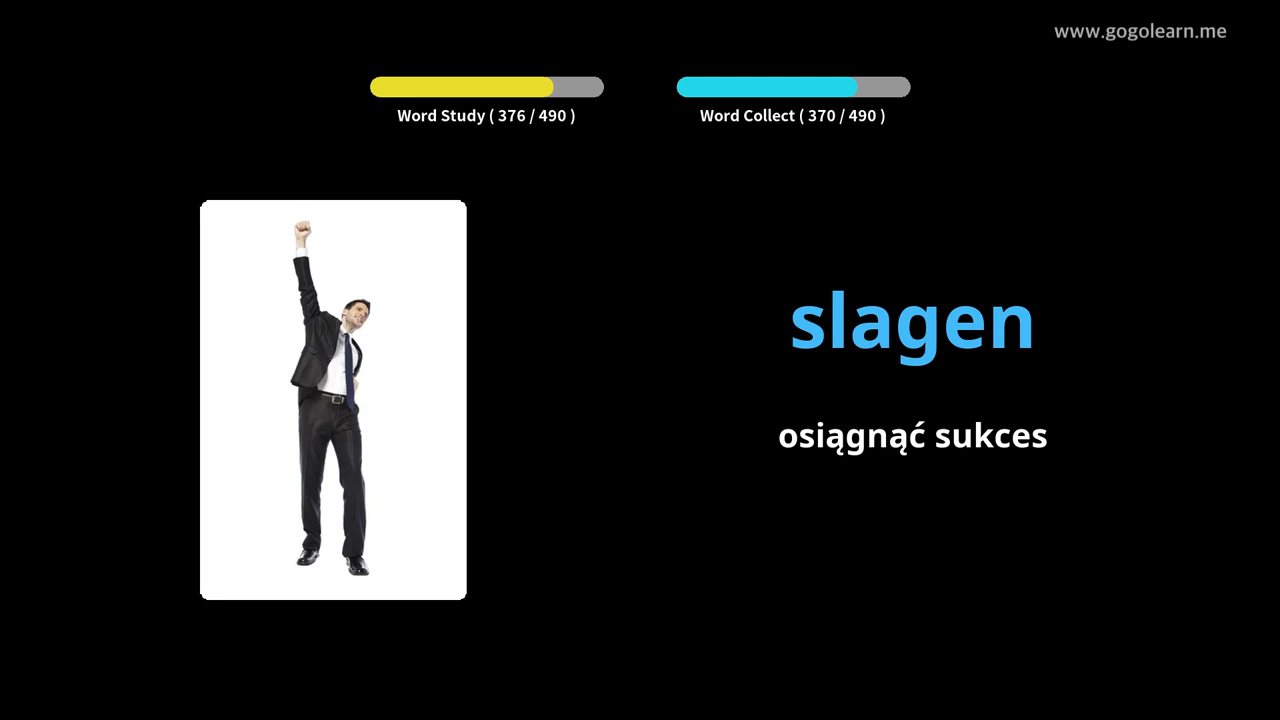 www.gogolearn.me
Word Study ( 376 / 490 )
Word Collect ( 370 / 490 )
slagen
osiągnąć sukces